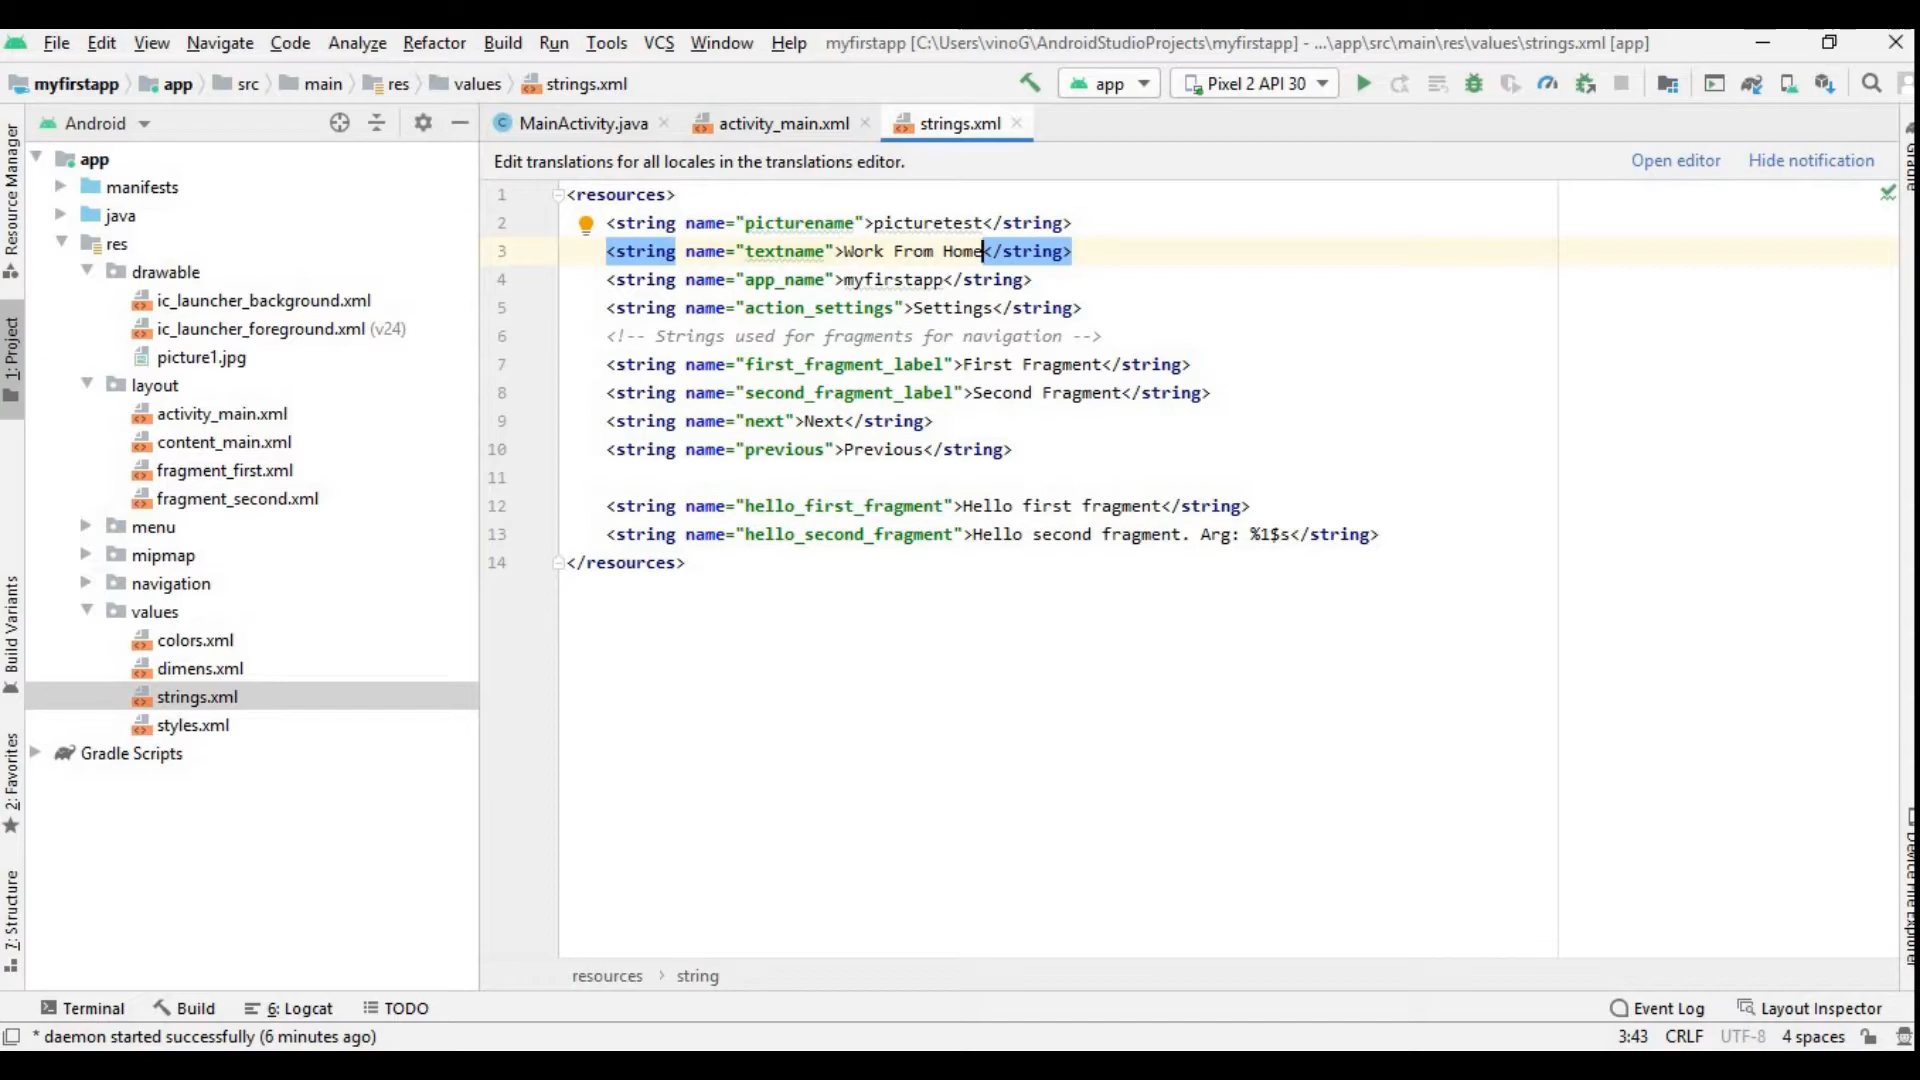 File Edit View Navigate Code Analyze Refactor Build Run Tools VCS Window Help myfirstapp [C:\Users\vinoG\AndroidStudioProjects\myfirstapp] - ...\app\src\main\res\values\strings.xml [app]
myfirstapp app src main res values strings.xml app Pixel 2 API 30
Android MainActivity.java activity_main.xml strings.xml
Edit translations for all locales in the translations editor. Open editor Hide notification
Resource Manager
1: Project
Build Variants
2: Favorites
7: Structure
app
manifests
java
res
drawable
ic_launcher_background.xml
ic_launcher_foreground.xml (v24)
picture1.jpg
layout
activity_main.xml
content_main.xml
fragment_first.xml
fragment_second.xml
menu
mipmap
navigation
values
colors.xml
dimens.xml
strings.xml
styles.xml
Gradle Scripts
1 <resources>
2 <string name="picturename">picturetest</string>
3 <string name="textname">Work From Home</string>
4 <string name="app_name">myfirstapp</string>
5 <string name="action_settings">Settings</string>
6 <!-- Strings used for fragments for navigation -->
7 <string name="first_fragment_label">First Fragment</string>
8 <string name="second_fragment_label">Second Fragment</string>
9 <string name="next">Next</string>
10 <string name="previous">Previous</string>
11
12 <string name="hello_first_fragment">Hello first fragment</string>
13 <string name="hello_second_fragment">Hello second fragment. Arg: %1$s</string>
14 </resources>
resources > string
Gradle
Device File Explorer
Terminal Build 6: Logcat TODO Event Log Layout Inspector
* daemon started successfully (6 minutes ago) 3:43 CRLF UTF-8 4 spaces